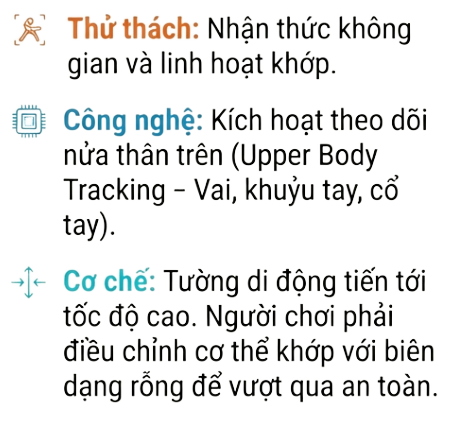 Thử thách: Nhận thức không
gian và linh hoạt khớp.
Công nghệ: Kích hoạt theo dõi
nửa thân trên (Upper Body
Tracking – Vai, khuỷu tay, cổ
tay).
Cơ chế: Tường di động tiến tới
tốc độ cao. Người chơi phải
điều chỉnh cơ thể khớp với biên
dạng rỗng để vượt qua an toàn.